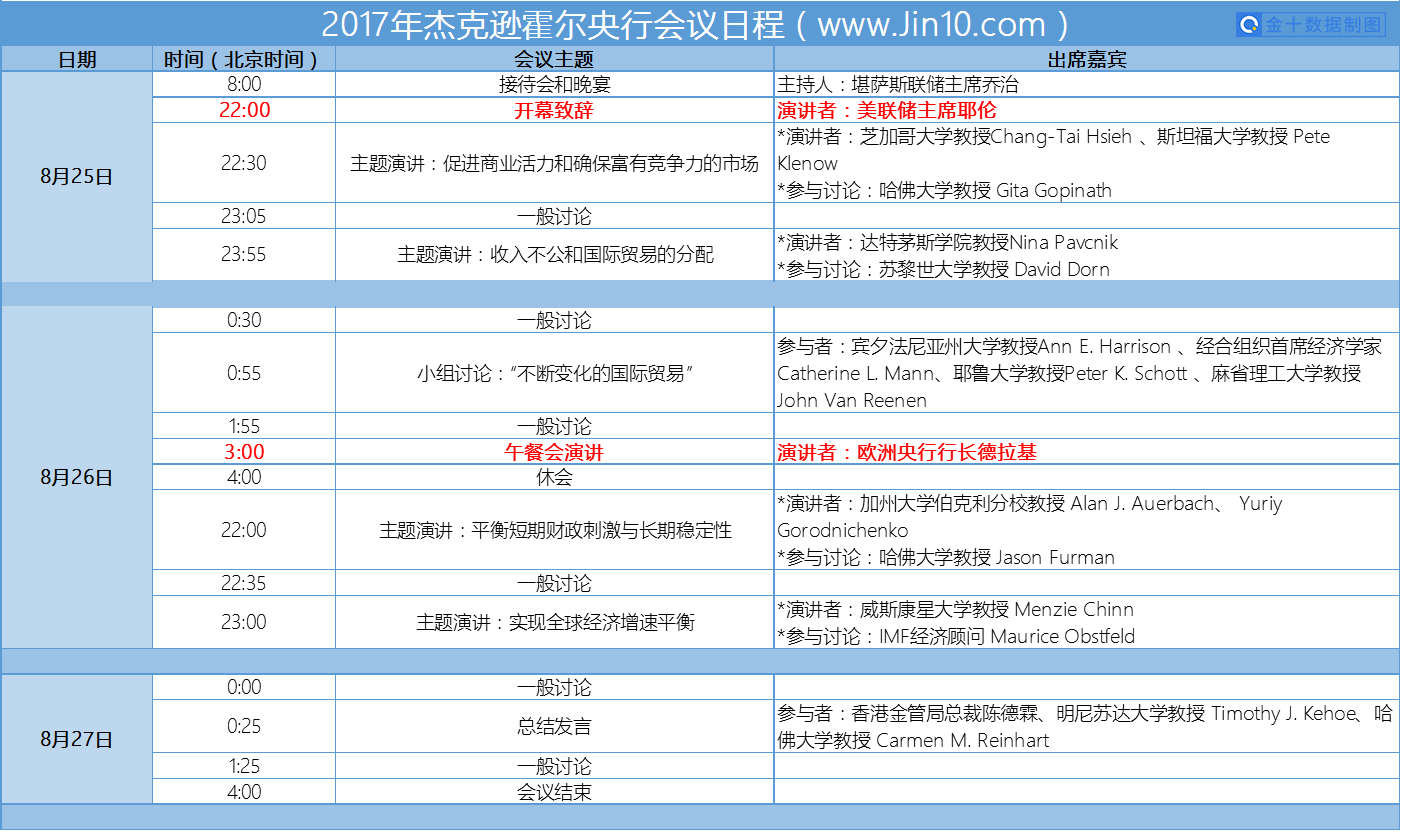 2017年杰克逊霍尔央行会议日程（www.Jin10.com）
金十数据制图
日期 时间（北京时间） 会议主题 出席嘉宾
8月25日
8:00 接待会和晚宴 主持人：堪萨斯联储主席乔治
22:00 开幕致辞 演讲者：美联储主席耶伦
22:30 主题演讲：促进商业活力和确保富有竞争力的市场
*演讲者：芝加哥大学教授Chang-Tai Hsieh 、斯坦福大学教授 Pete
Klenow
*参与讨论：哈佛大学教授 Gita Gopinath
23:05 一般讨论
23:55 主题演讲：收入不公和国际贸易的分配
*演讲者：达特茅斯学院教授Nina Pavcnik
*参与讨论：苏黎世大学教授 David Dorn
8月26日
0:30 一般讨论
0:55 小组讨论：“不断变化的国际贸易”
参与者：宾夕法尼亚州大学教授Ann E. Harrison 、经合组织首席经济学家
Catherine L. Mann、耶鲁大学教授Peter K. Schott 、麻省理工大学教授
John Van Reenen
1:55 一般讨论
3:00 午餐会演讲 演讲者：欧洲央行行长德拉基
4:00 休会
22:00 主题演讲：平衡短期财政刺激与长期稳定性
*演讲者：加州大学伯克利分校教授 Alan J. Auerbach、 Yuriy
Gorodnichenko
*参与讨论：哈佛大学教授 Jason Furman
22:35 一般讨论
23:00 主题演讲：实现全球经济增速平衡
*演讲者：威斯康星大学教授 Menzie Chinn
*参与讨论：IMF经济顾问 Maurice Obstfeld
8月27日
0:00 一般讨论
0:25 总结发言
参与者：香港金管局总裁陈德霖、明尼苏达大学教授 Timothy J. Kehoe、哈
佛大学教授 Carmen M. Reinhart
1:25 一般讨论
4:00 会议结束